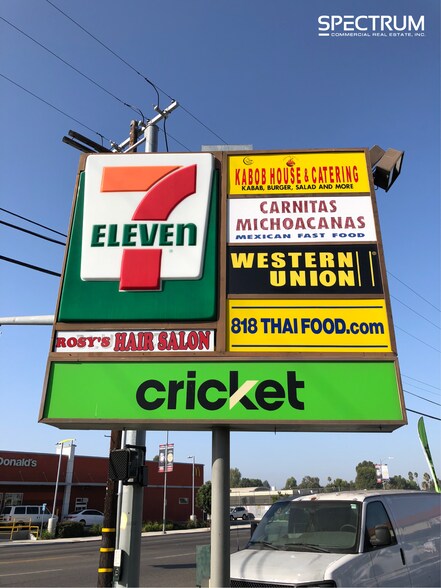 SPECTRUM
COMMERCIAL REAL ESTATE, INC.
7
ELEVEn
KABOB HOUSE & CATERING
KABAB, BURGER, SALAD AND MORE
CARNITAS
MICHOACANAS
MEXICAN FAST FOOD
WESTERN
UNION
ROSY'S HAIR SALON
818 THAI FOOD.com
cricket
Donald's